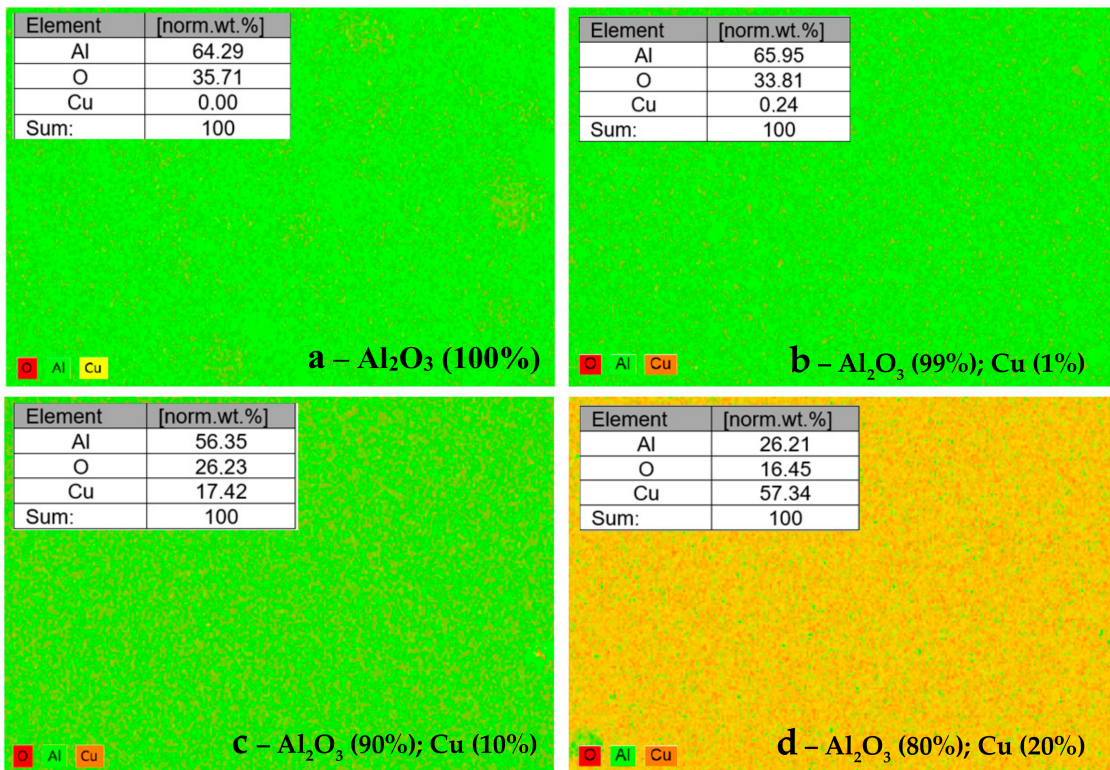 Element [norm.wt.%]
Al 64.29
O 35.71
Cu 0.00
Sum: 100
O Al Cu
a – Al₂O₃ (100%)
Element [norm.wt.%]
Al 65.95
O 33.81
Cu 0.24
Sum: 100
O Al Cu
b – Al₂O₃ (99%); Cu (1%)
Element [norm.wt.%]
Al 56.35
O 26.23
Cu 17.42
Sum: 100
O Al Cu
c – Al₂O₃ (90%); Cu (10%)
Element [norm.wt.%]
Al 26.21
O 16.45
Cu 57.34
Sum: 100
O Al Cu
d – Al₂O₃ (80%); Cu (20%)